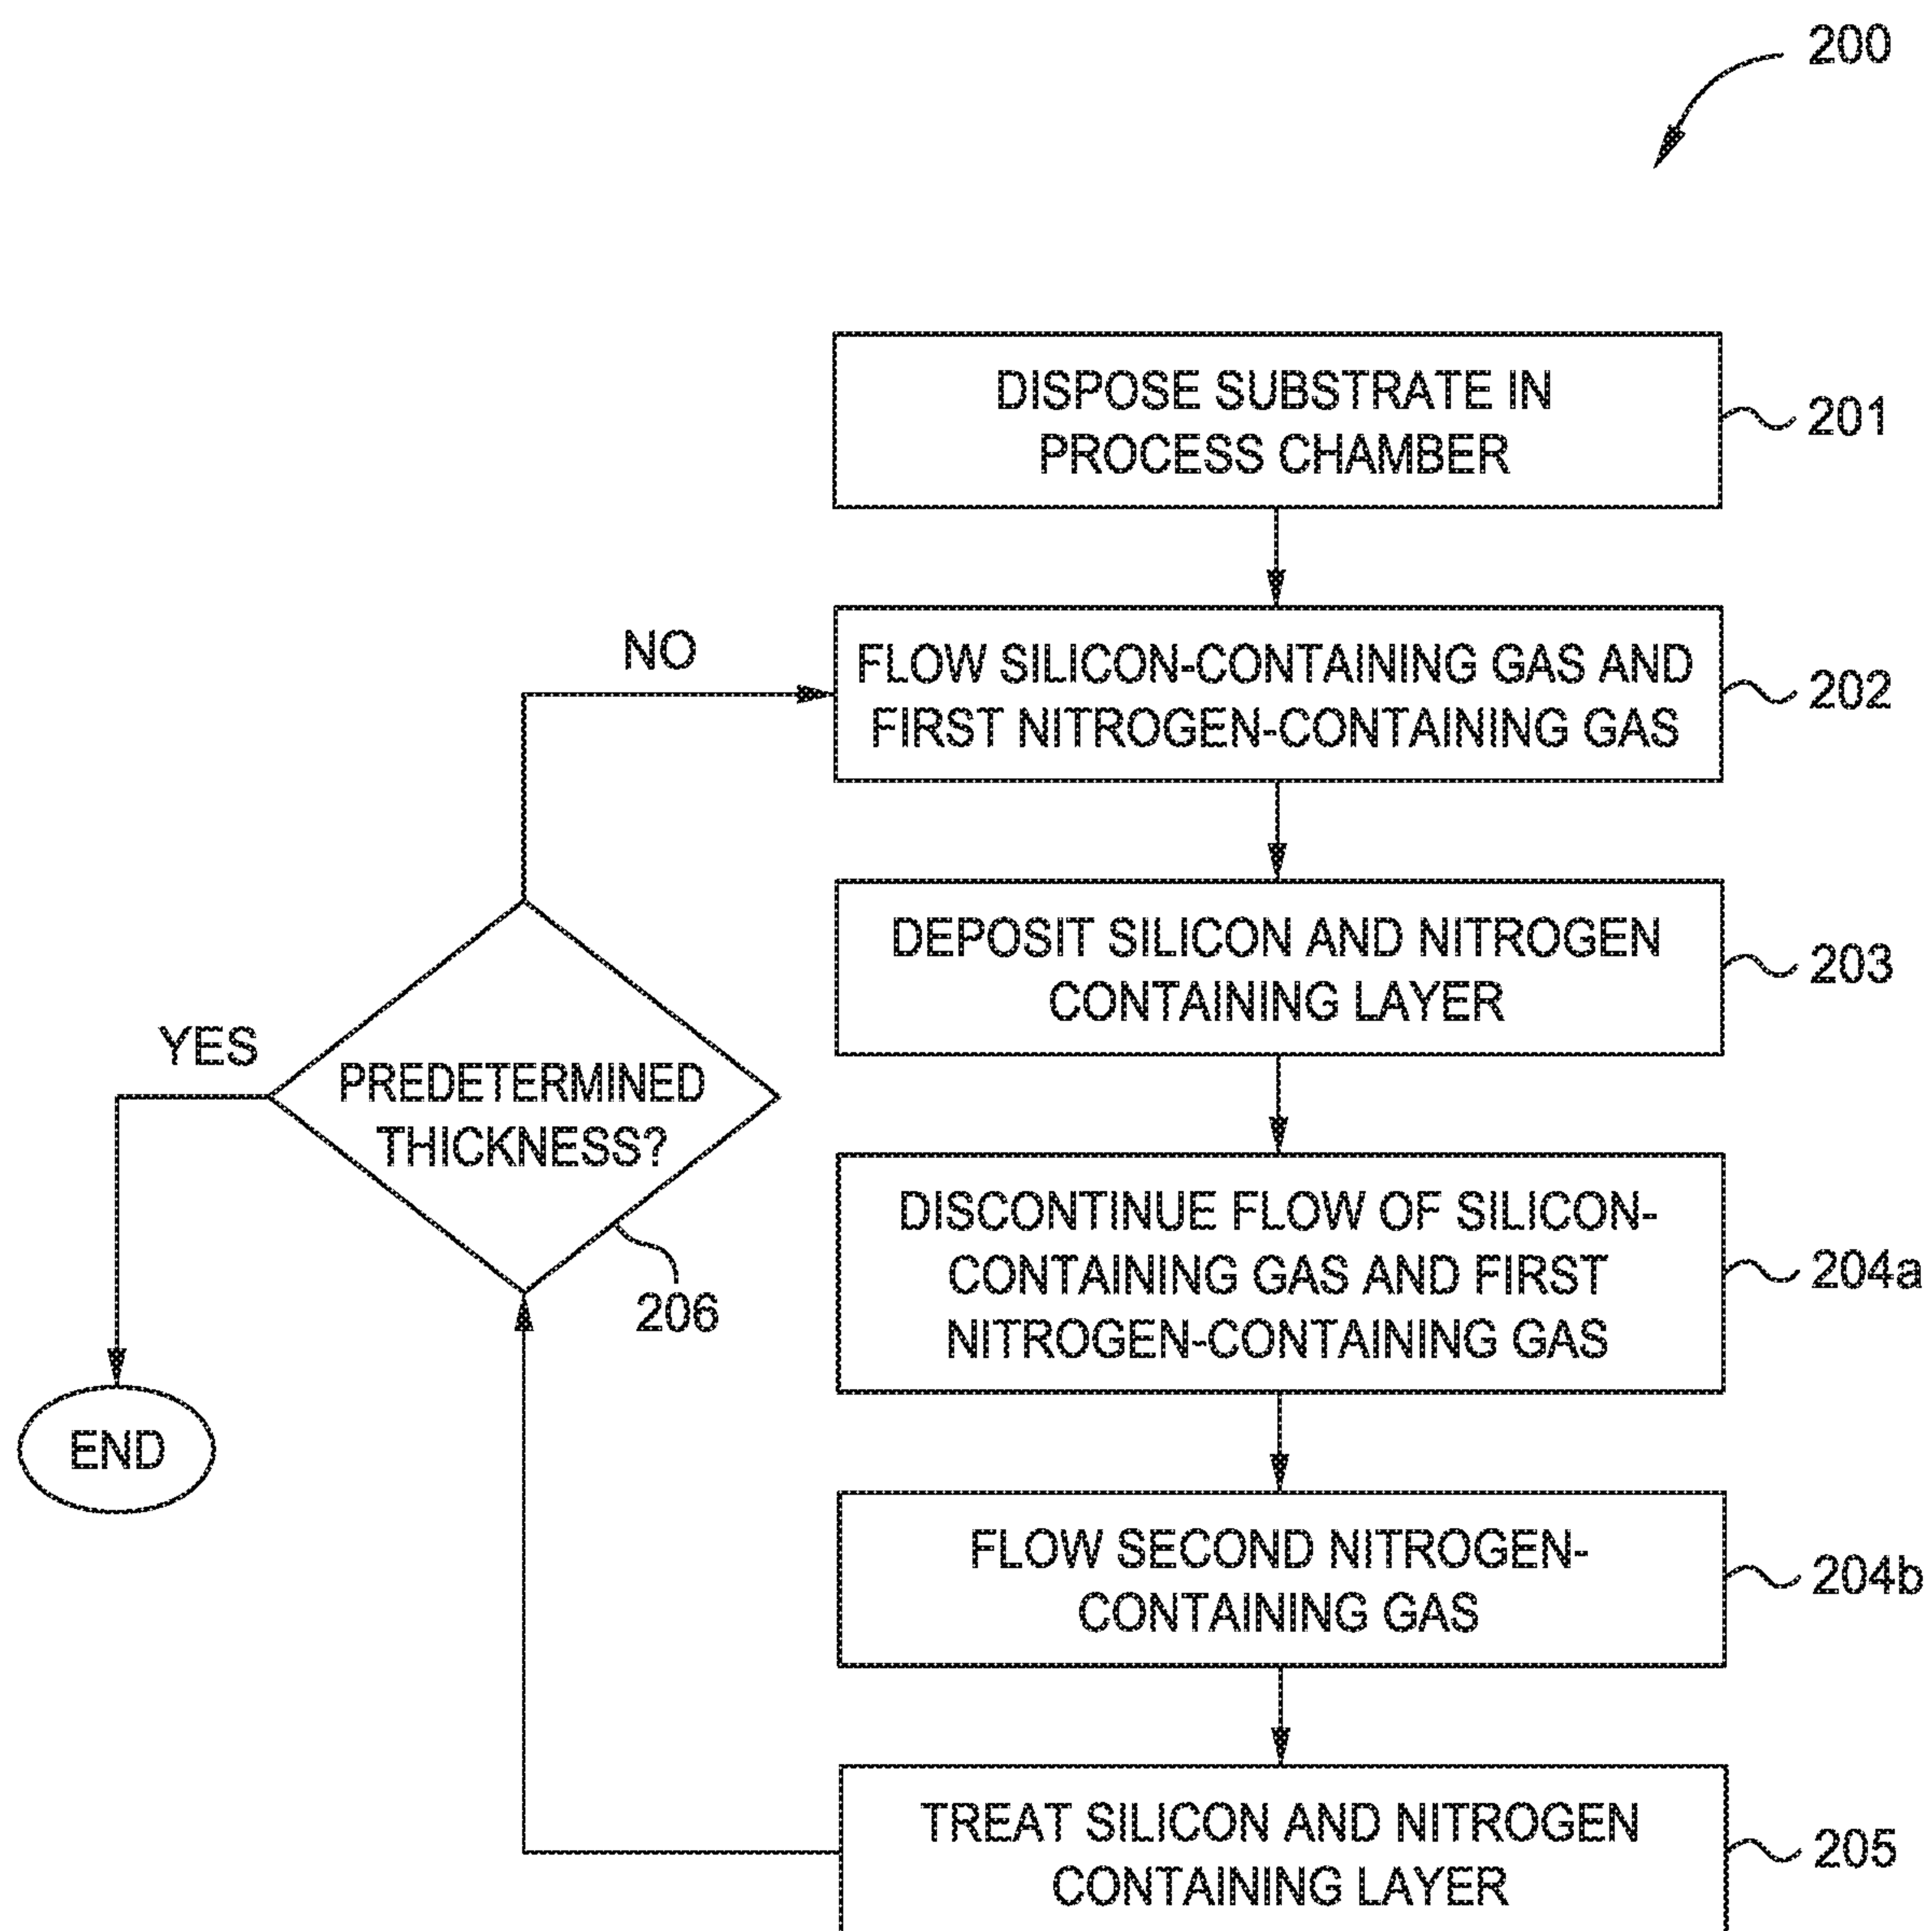 200
DISPOSE SUBSTRATE IN
PROCESS CHAMBER
201
NO
FLOW SILICON-CONTAINING GAS AND
FIRST NITROGEN-CONTAINING GAS
202
DEPOSIT SILICON AND NITROGEN
CONTAINING LAYER
203
YES
PREDETERMINED
THICKNESS?
206
DISCONTINUE FLOW OF SILICON-
CONTAINING GAS AND FIRST
NITROGEN-CONTAINING GAS
204a
END
FLOW SECOND NITROGEN-
CONTAINING GAS
204b
TREAT SILICON AND NITROGEN
CONTAINING LAYER
205